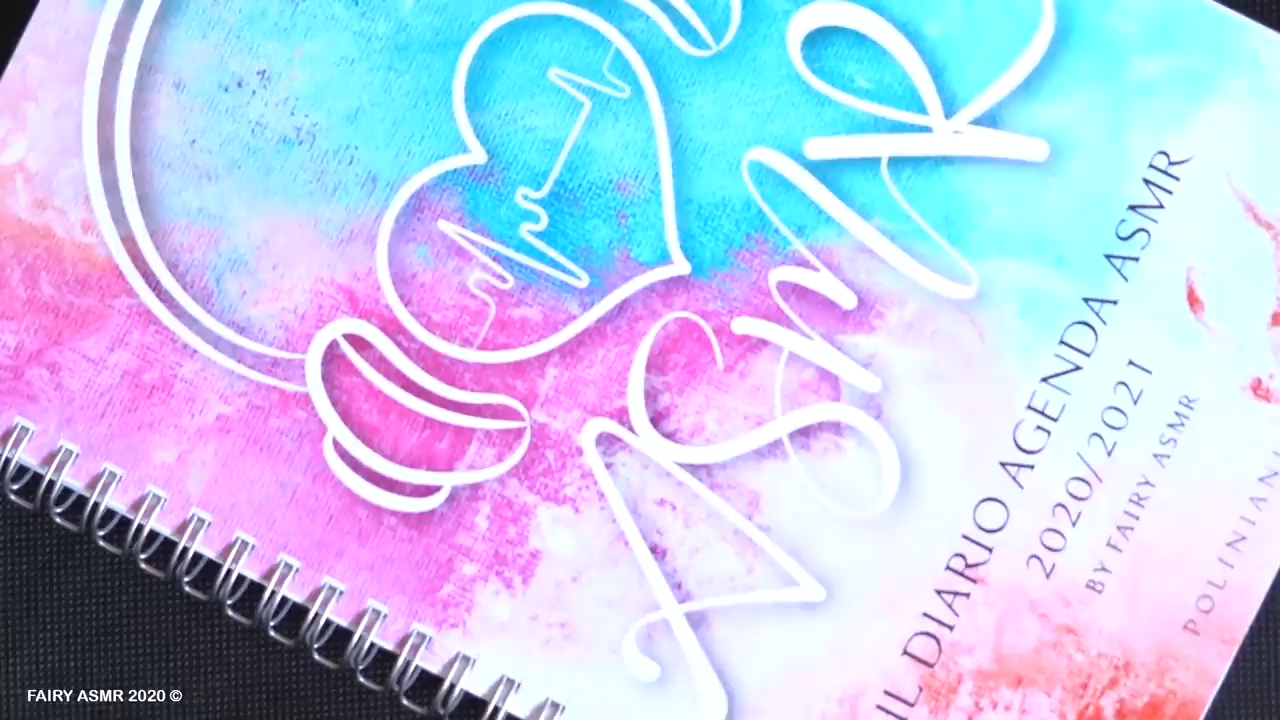 ASMR
IL DIARIO AGENDA ASMR
2020/2021
BY FAIRY ASMR
FAIRY ASMR 2020 ©